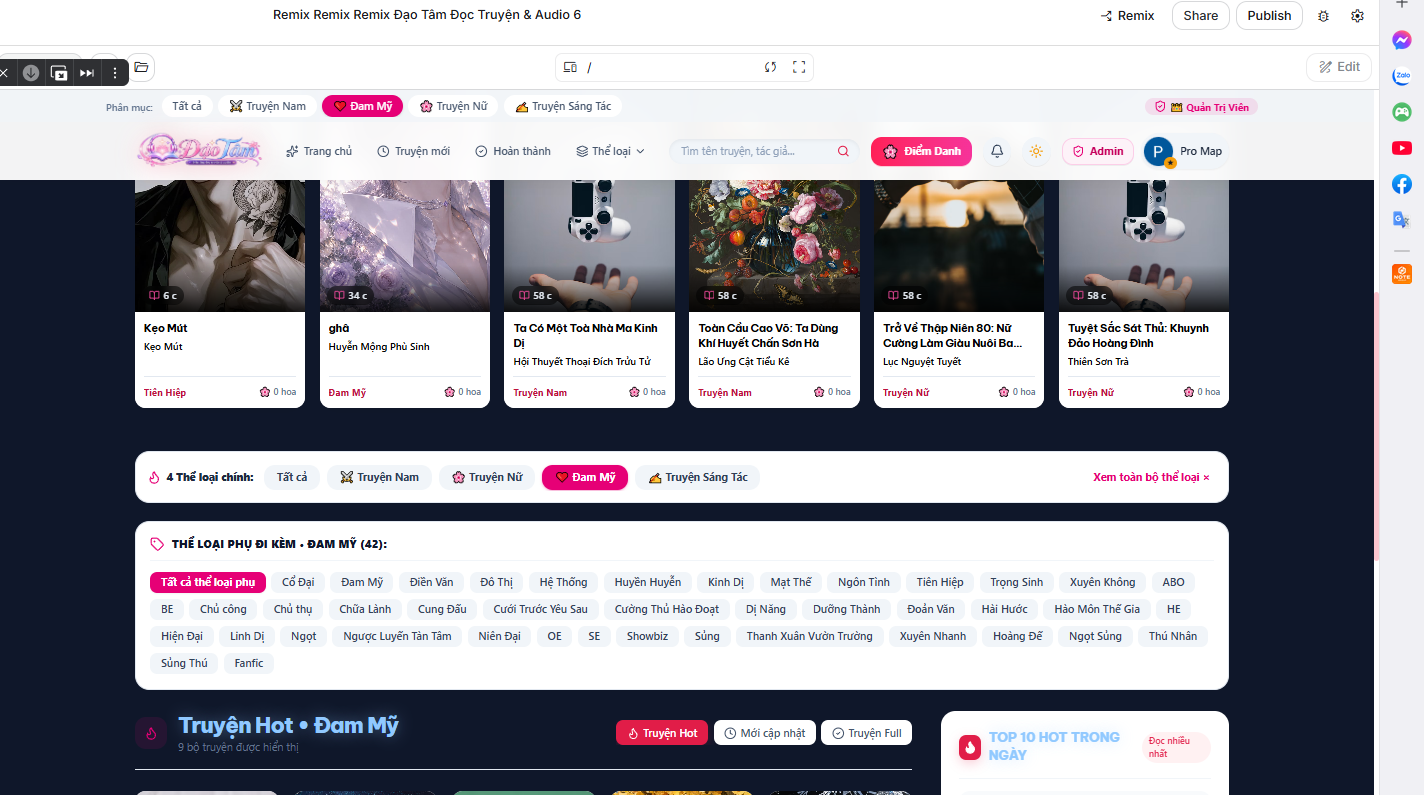 Remix Remix Remix Đạo Tâm Đọc Truyện & Audio 6
Remix
Share
Publish
/
Edit
Phân mục:
Tất cả
Truyện Nam
Đam Mỹ
Truyện Nữ
Truyện Sáng Tác
Quản Trị Viên
Đạo Tâm
Trang chủ
Truyện mới
Hoàn thành
Thể loại
Tìm tên truyện, tác giả...
Điểm Danh
Admin
P
Pro Map
6 c
34 c
58 c
58 c
58 c
58 c
Kẹo Mút
Kẹo Mút
Tiên Hiệp
0 hoa
ghâ
Huyễn Mộng Phù Sinh
Đam Mỹ
0 hoa
Ta Có Một Toà Nhà Ma Kinh
Dị
Hội Thuyết Thoại Đích Trửu Tử
Truyện Nam
0 hoa
Toàn Cầu Cao Võ: Ta Dùng
Khí Huyết Chấn Sơn Hà
Lão Ưng Cật Tiểu Kê
Truyện Nam
0 hoa
Trở Về Thập Niên 80: Nữ
Cường Làm Giàu Nuôi Ba...
Lục Nguyệt Tuyết
Truyện Nữ
0 hoa
Tuyệt Sắc Sát Thủ: Khuynh
Đảo Hoàng Đình
Thiên Sơn Trà
Truyện Nữ
0 hoa
4 Thể loại chính:
Tất cả
Truyện Nam
Truyện Nữ
Đam Mỹ
Truyện Sáng Tác
Xem toàn bộ thể loại ×
THỂ LOẠI PHỤ ĐI KÈM • ĐAM MỸ (42):
Tất cả thể loại phụ Cổ Đại Đam Mỹ Điền Văn Đô Thị Hệ Thống Huyền Huyễn Kinh Dị Mạt Thế Ngôn Tình Tiên Hiệp Trọng Sinh Xuyên Không ABO
BE Chủ công Chủ thụ Chữa Lành Cung Đấu Cưới Trước Yêu Sau Cường Thủ Hào Đoạt Dị Năng Dưỡng Thành Đoản Văn Hài Hước Hào Môn Thế Gia HE
Hiện Đại Linh Dị Ngọt Ngược Luyến Tàn Tâm Niên Đại OE SE Showbiz Sủng Thanh Xuân Vườn Trường Xuyên Nhanh Hoàng Đế Ngọt Sủng Thú Nhân
Sủng Thú Fanfic
Truyện Hot • Đam Mỹ
9 bộ truyện được hiển thị
Truyện Hot
Mới cập nhật
Truyện Full
TOP 10 HOT TRONG
NGÀY
Đọc nhiều
nhất
Zalo